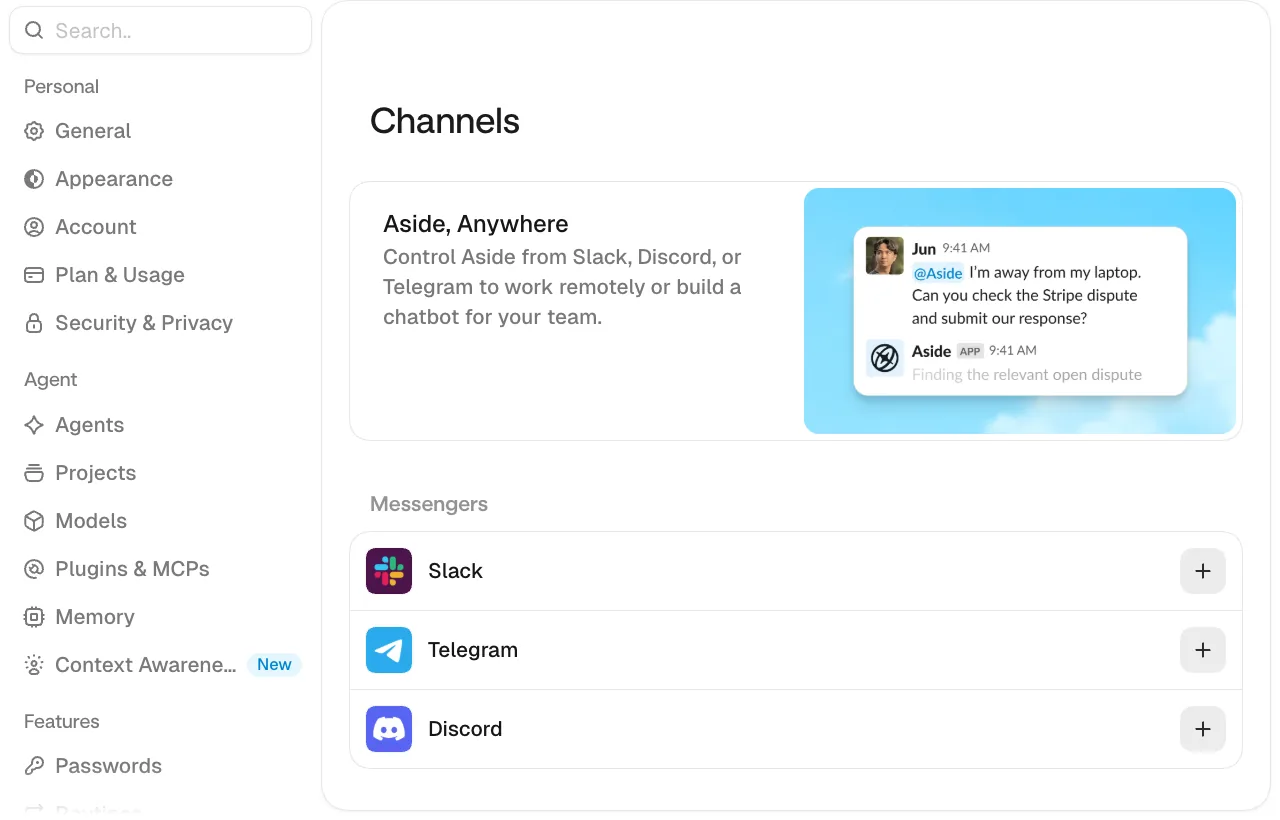 Search..
Personal
General
Appearance
Account
Plan & Usage
Security & Privacy
Agent
Agents
Projects
Models
Plugins & MCPs
Memory
Context Awarene... New
Features
Passwords
Channels
Aside, Anywhere
Control Aside from Slack, Discord, or
Telegram to work remotely or build a
chatbot for your team.
Jun 9:41 AM
@Aside I'm away from my laptop.
Can you check the Stripe dispute
and submit our response?
Aside APP 9:41 AM
Finding the relevant open dispute
Messengers
Slack
Telegram
Discord